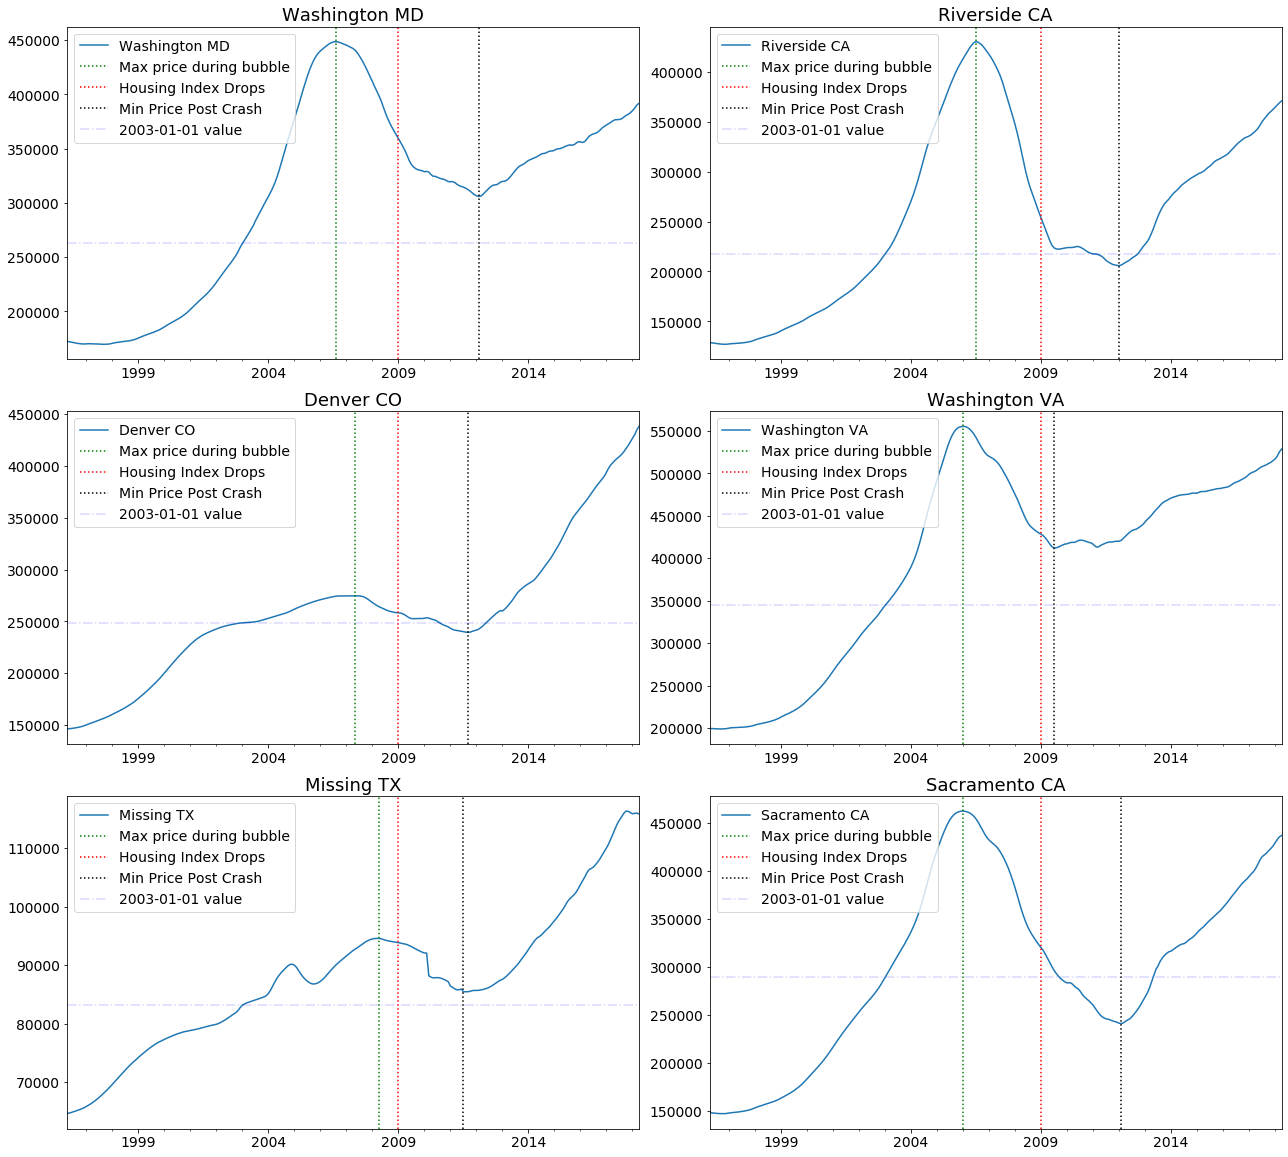 Washington MD
450000
400000
350000
300000
250000
200000
Washington MD
Max price during bubble
Housing Index Drops
Min Price Post Crash
2003-01-01 value
1999 2004 2009 2014
Riverside CA
400000
350000
300000
250000
200000
150000
Riverside CA
Max price during bubble
Housing Index Drops
Min Price Post Crash
2003-01-01 value
1999 2004 2009 2014
Denver CO
450000
400000
350000
300000
250000
200000
150000
Denver CO
Max price during bubble
Housing Index Drops
Min Price Post Crash
2003-01-01 value
1999 2004 2009 2014
Washington VA
550000
500000
450000
400000
350000
300000
250000
200000
Washington VA
Max price during bubble
Housing Index Drops
Min Price Post Crash
2003-01-01 value
1999 2004 2009 2014
Missing TX
110000
100000
90000
80000
70000
Missing TX
Max price during bubble
Housing Index Drops
Min Price Post Crash
2003-01-01 value
1999 2004 2009 2014
Sacramento CA
450000
400000
350000
300000
250000
200000
150000
Sacramento CA
Max price during bubble
Housing Index Drops
Min Price Post Crash
2003-01-01 value
1999 2004 2009 2014